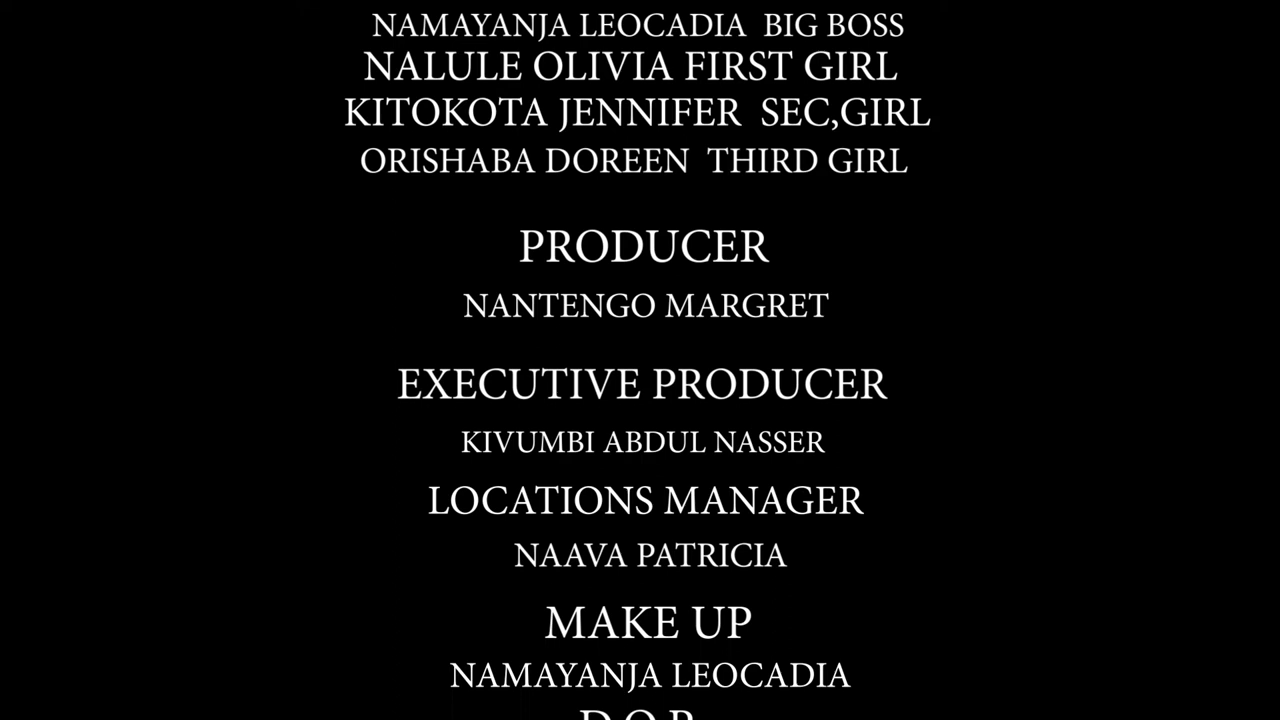 NAMAYANJA LEOCADIA BIG BOSS
NALULE OLIVIA FIRST GIRL
KITOKOTA JENNIFER SEC,GIRL
ORISHABA DOREEN THIRD GIRL
PRODUCER
NANTENGO MARGRET
EXECUTIVE PRODUCER
KIVUMBI ABDUL NASSER
LOCATIONS MANAGER
NAAVA PATRICIA
MAKE UP
NAMAYANJA LEOCADIA